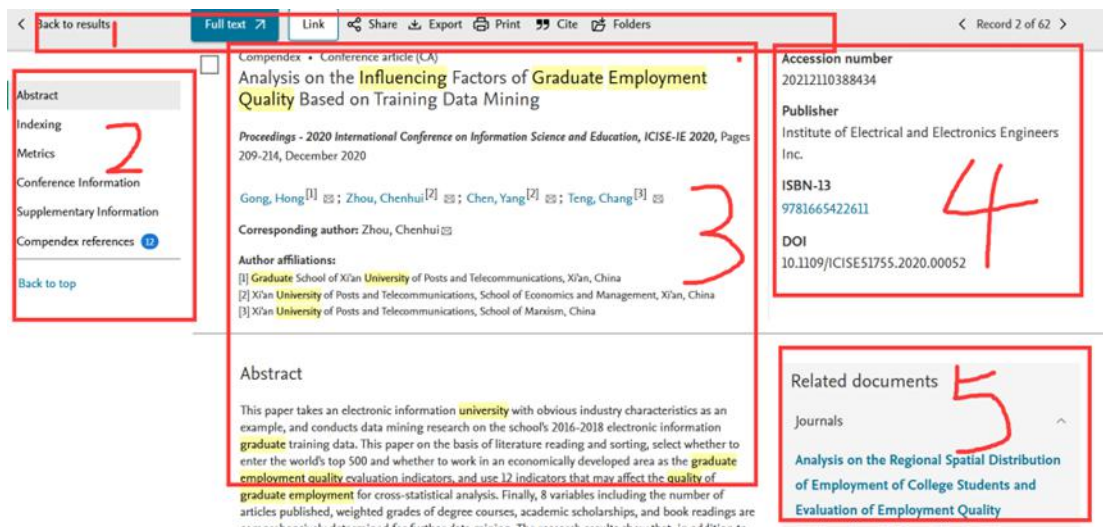 Back to results
Full text
Link
Share
Export
Print
Cite
Folders
Record 2 of 62
1
Abstract
Indexing
Metrics
Conference Information
Supplementary Information
Compendex references 12
Back to top
2
Compendex • Conference article (CA)
Analysis on the Influencing Factors of Graduate Employment
Quality Based on Training Data Mining
Proceedings - 2020 International Conference on Information Science and Education, ICISE-IE 2020, Pages
209-214, December 2020
Gong, Hong[1] ; Zhou, Chenhui[2] ; Chen, Yang[2] ; Teng, Chang[3]
Corresponding author: Zhou, Chenhui
Author affiliations:
[1] Graduate School of Xi'an University of Posts and Telecommunications, Xi'an, China
[2] Xi'an University of Posts and Telecommunications, School of Economics and Management, Xi'an, China
[3] Xi'an University of Posts and Telecommunications, School of Marxism, China
3
Abstract
This paper takes an electronic information university with obvious industry characteristics as an
example, and conducts data mining research on the school's 2016-2018 electronic information
graduate training data. This paper on the basis of literature reading and sorting, select whether to
enter the world's top 500 and whether to work in an economically developed area as the graduate
employment quality evaluation indicators, and use 12 indicators that may affect the quality of
graduate employment for cross-statistical analysis. Finally, 8 variables including the number of
articles published, weighted grades of degree courses, academic scholarships, and book readings are
Accession number
20212110388434
Publisher
Institute of Electrical and Electronics Engineers
Inc.
ISBN-13
9781665422611
DOI
10.1109/ICISE51755.2020.00052
4
Related documents
Journals
Analysis on the Regional Spatial Distribution
of Employment of College Students and
Evaluation of Employment Quality
5